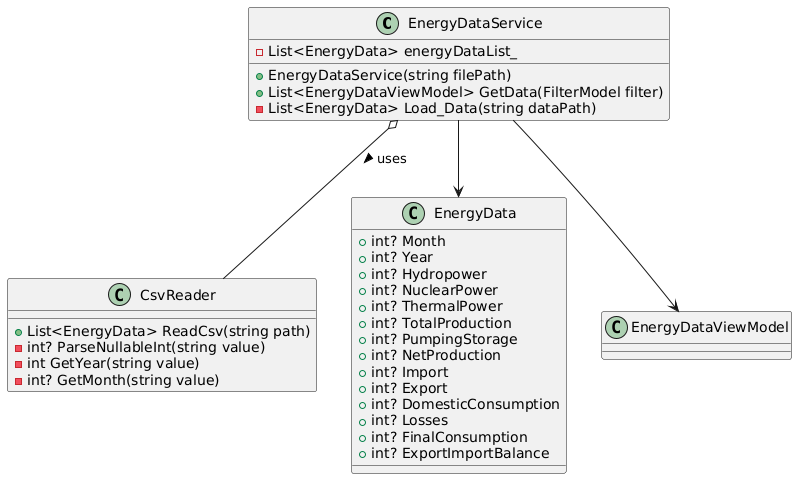 C EnergyDataService
List<EnergyData> energyDataList_
EnergyDataService(string filePath)
List<EnergyDataViewModel> GetData(FilterModel filter)
List<EnergyData> Load_Data(string dataPath)
uses
C EnergyData
int? Month
int? Year
int? Hydropower
int? NuclearPower
int? ThermalPower
int? TotalProduction
int? PumpingStorage
int? NetProduction
int? Import
int? Export
int? DomesticConsumption
int? Losses
int? FinalConsumption
int? ExportImportBalance
C CsvReader
List<EnergyData> ReadCsv(string path)
int? ParseNullableInt(string value)
int GetYear(string value)
int? GetMonth(string value)
C EnergyDataViewModel